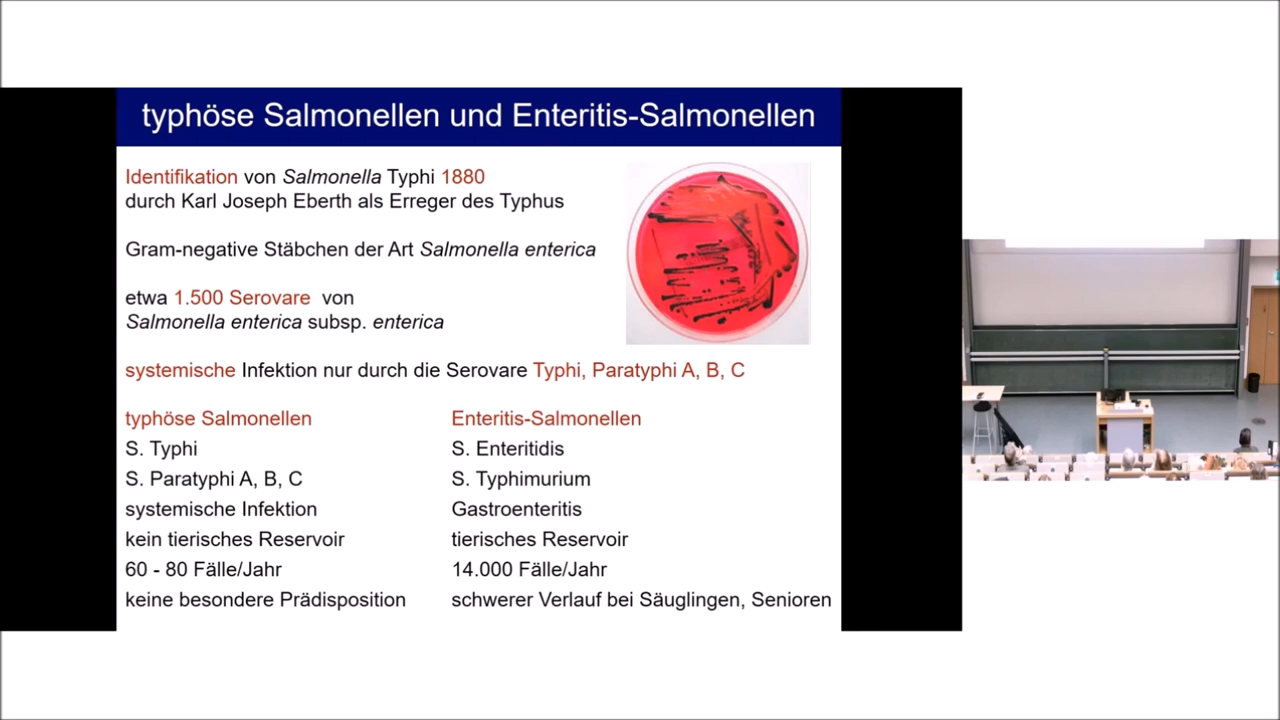 typhöse Salmonellen und Enteritis-Salmonellen
Identifikation von Salmonella Typhi 1880
durch Karl Joseph Eberth als Erreger des Typhus
Gram-negative Stäbchen der Art Salmonella enterica
etwa 1.500 Serovare von
Salmonella enterica subsp. enterica
systemische Infektion nur durch die Serovare Typhi, Paratyphi A, B, C
typhöse Salmonellen Enteritis-Salmonellen
S. Typhi S. Enteritidis
S. Paratyphi A, B, C S. Typhimurium
systemische Infektion Gastroenteritis
kein tierisches Reservoir tierisches Reservoir
60 - 80 Fälle/Jahr 14.000 Fälle/Jahr
keine besondere Prädisposition schwerer Verlauf bei Säuglingen, Senioren